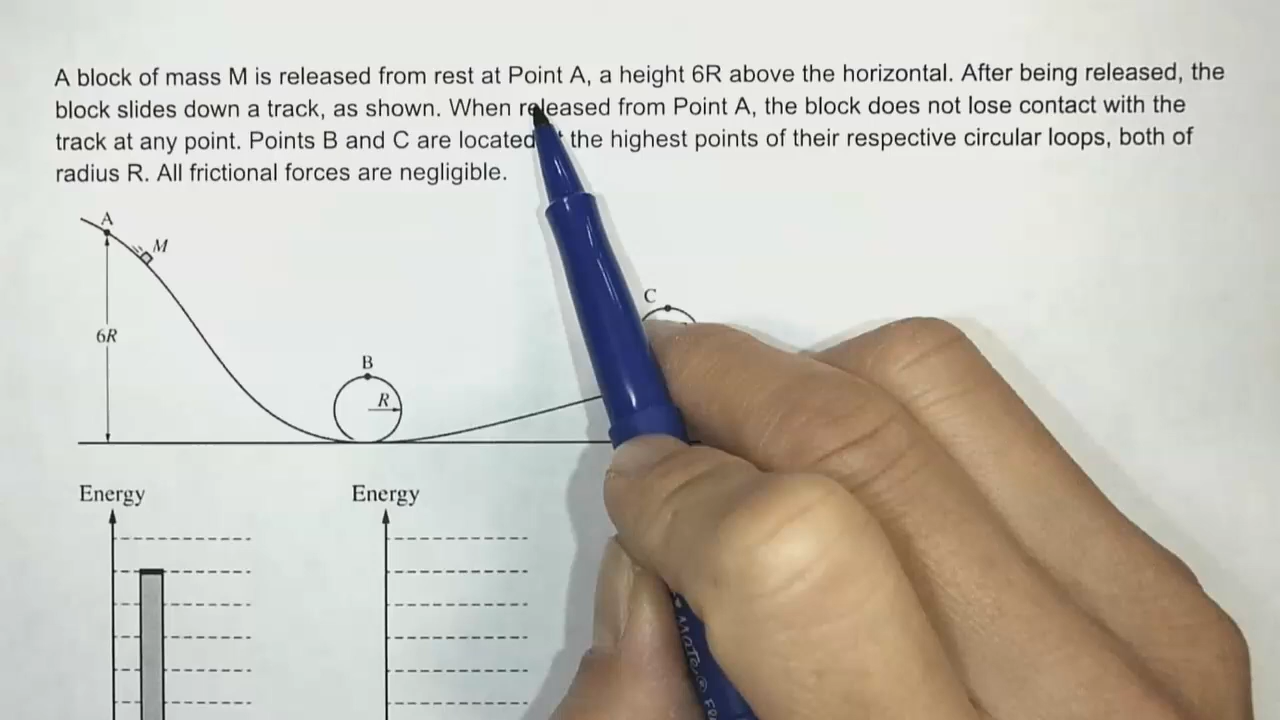 A block of mass M is released from rest at Point A, a height 6R above the horizontal. After being released, the
block slides down a track, as shown. When released from Point A, the block does not lose contact with the
track at any point. Points B and C are located the highest points of their respective circular loops, both of
radius R. All frictional forces are negligible.
A
M
C
6R
B
R
Energy
Energy
MATE